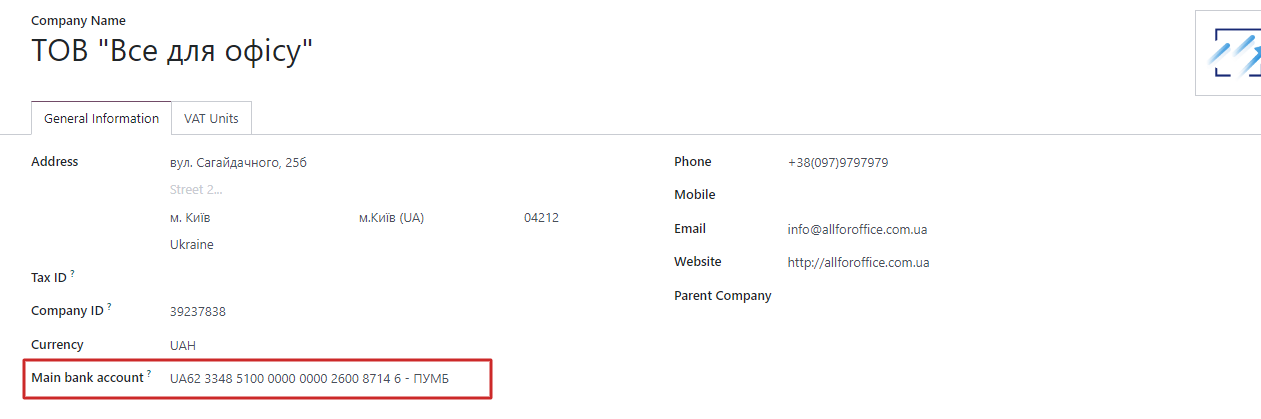 Company Name
ТОВ "Все для офісу"
General Information VAT Units
Address вул. Сагайдачного, 25б
Street 2...
м. Київ м.Київ (UA) 04212
Ukraine
Tax ID ?
Company ID ? 39237838
Currency UAH
Main bank account ? UA62 3348 5100 0000 0000 2600 8714 6 - ПУМБ
Phone +38(097)9797979
Mobile
Email info@allforoffice.com.ua
Website http://allforoffice.com.ua
Parent Company